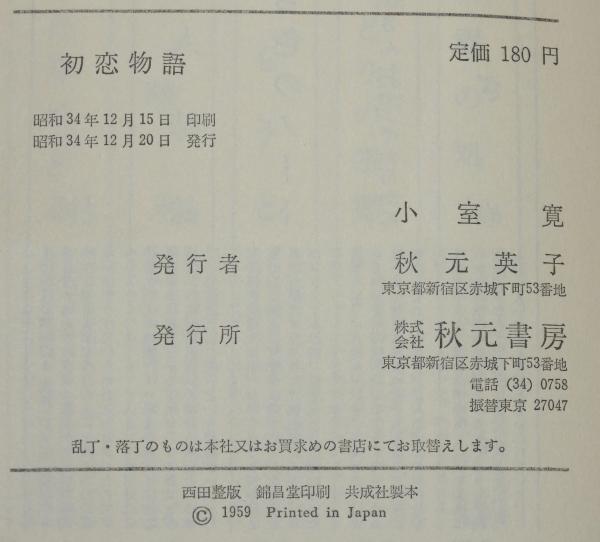 初恋物語
定価 180 円
昭和34年12月15日 印刷
昭和34年12月20日 発行
小室 寛
発行者 秋元英子
東京都新宿区赤城下町53番地
発行所 株式会社 秋元書房
東京都新宿区赤城下町53番地
電話 (34) 0758
振替東京 27047
乱丁・落丁のものは本社又はお買求めの書店にてお取替えします。
西田整版 錦昌堂印刷 共成社製本
© 1959 Printed in Japan